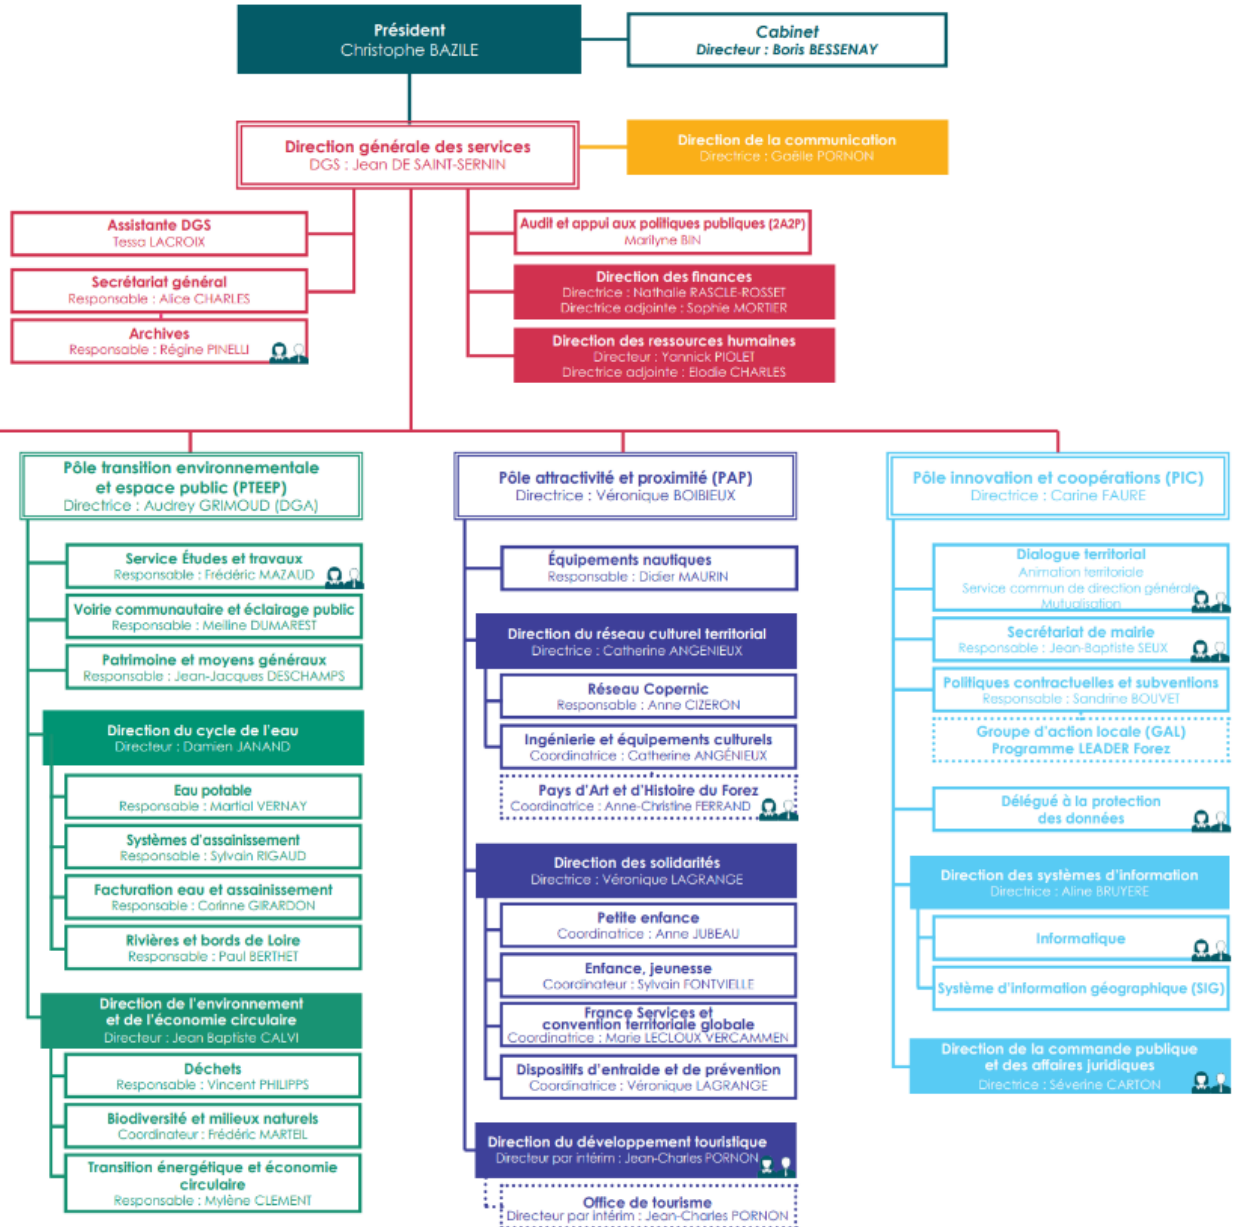 Président
Christophe BAZILE
Cabinet
Directeur : Boris BESSENAY
Direction générale des services
DGS : Jean DE SAINT-SERNIN
Direction de la communication
Directrice : Gaëlle PORNON
Assistante DGS
Tessa LACROIX
Secrétariat général
Responsable : Alice CHARLES
Archives
Responsable : Régine PINELLI
Audit et appui aux politiques publiques (2A2P)
Marilyne BIN
Direction des finances
Directrice : Nathalie RASCLE-ROSSET
Directrice adjointe : Sophie MORTIER
Direction des ressources humaines
Directeur : Yannick PIOLET
Directrice adjointe : Elodie CHARLES
Pôle transition environnementale
et espace public (PTEEP)
Directrice : Audrey GRIMOUD (DGA)
Service Études et travaux
Responsable : Frédéric MAZAUD
Voirie communautaire et éclairage public
Responsable : Meiline DUMAREST
Patrimoine et moyens généraux
Responsable : Jean-Jacques DESCHAMPS
Direction du cycle de l'eau
Directeur : Damien JANAND
Eau potable
Responsable : Martial VERNAY
Systèmes d'assainissement
Responsable : Sylvain RIGAUD
Facturation eau et assainissement
Responsable : Corinne GIRARDON
Rivières et bords de Loire
Responsable : Paul BERTHET
Direction de l'environnement
et de l'économie circulaire
Directeur : Jean Baptiste CALVI
Déchets
Responsable : Vincent PHILIPPS
Biodiversité et milieux naturels
Coordinateur : Frédéric MARTEIL
Transition énergétique et économie
circulaire
Responsable : Mylène CLEMENT
Pôle attractivité et proximité (PAP)
Directrice : Véronique BOIBIEUX
Équipements nautiques
Responsable : Didier MAURIN
Direction du réseau culturel territorial
Directrice : Catherine ANGENIEUX
Réseau Copernic
Responsable : Anne CIZERON
Ingénierie et équipements culturels
Coordinatrice : Catherine ANGÉNIEUX
Pays d'Art et d'Histoire du Forez
Coordinatrice : Anne-Christine FERRAND
Direction des solidarités
Directrice : Véronique LAGRANGE
Petite enfance
Coordinatrice : Anne JUBEAU
Enfance, jeunesse
Coordinateur : Sylvain FONTVIELLE
France Services et
convention territoriale globale
Coordinatrice : Marie LECLOUX VERCAMMEN
Dispositifs d'entraide et de prévention
Coordinatrice : Véronique LAGRANGE
Direction du développement touristique
Directeur par intérim : Jean-Charles PORNON
Office de tourisme
Directeur par intérim : Jean-Charles PORNON
Pôle innovation et coopérations (PIC)
Directrice : Carine FAURE
Dialogue territorial
Animation territoriale
Service commun de direction générale
Mutualisation
Secrétariat de mairie
Responsable : Jean-Baptiste SEUX
Politiques contractuelles et subventions
Responsable : Sandrine BOUVET
Groupe d'action locale (GAL)
Programme LEADER Forez
Délégué à la protection
des données
Direction des systèmes d'information
Directrice : Aline BRUYERE
Informatique
Système d'information géographique (SIG)
Direction de la commande publique
et des affaires juridiques
Directrice : Séverine CARTON